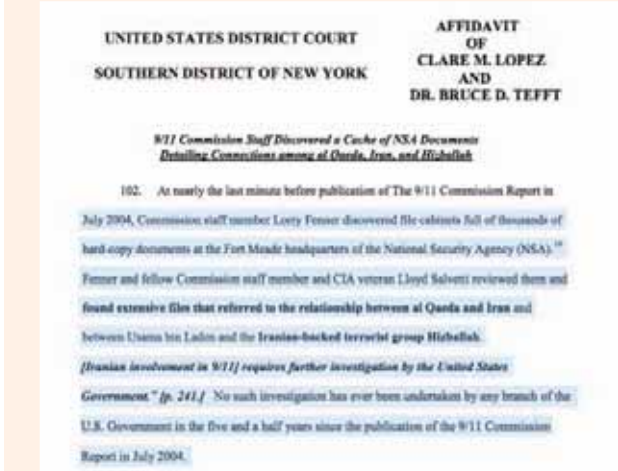 UNITED STATES DISTRICT COURT
SOUTHERN DISTRICT OF NEW YORK
AFFIDAVIT
OF
CLARE M. LOPEZ
AND
DR. BRUCE D. TEFFT
9/11 Commission Staff Discovered a Cache of NSA Documents
Detailing Connections among al Qaeda, Iran, and Hizballah
102. At nearly the last minute before publication of The 9/11 Commission Report in
July 2004, Commission staff member Lorry Fenner discovered file cabinets full of thousands of
hard-copy documents at the Fort Meade headquarters of the National Security Agency (NSA).
Fenner and fellow Commission staff member and CIA veteran Lloyd Salvetti reviewed them and
found extensive files that referred to the relationship between al Qaeda and Iran and
between Usama bin Laden and the Iranian-backed terrorist group Hizballah.
[Iranian involvement in 9/11] requires further investigation by the United States
Government." [p. 241.] No such investigation has ever been undertaken by any branch of the
U.S. Government in the five and a half years since the publication of the 9/11 Commission
Report in July 2004.